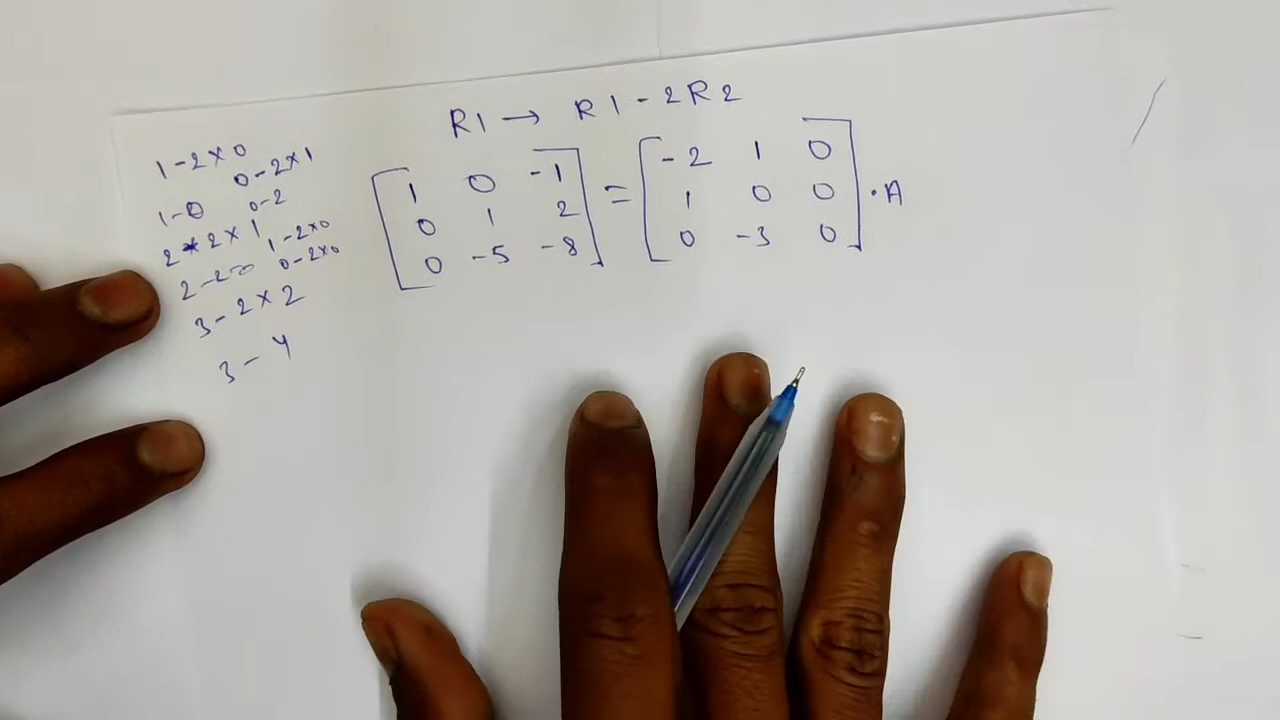 R1 → R1 - 2R2
1 - 2 × 0
0 - 2 × 1
1 - 0
0 - 2
2 - 2 × 1
1 - 2×0
0 - 2×0
3 - 2 × 2
3 - 4
1 0 -1
0 1 2
0 -5 -8
=
-2 1 0
1 0 0
0 -3 0
. A